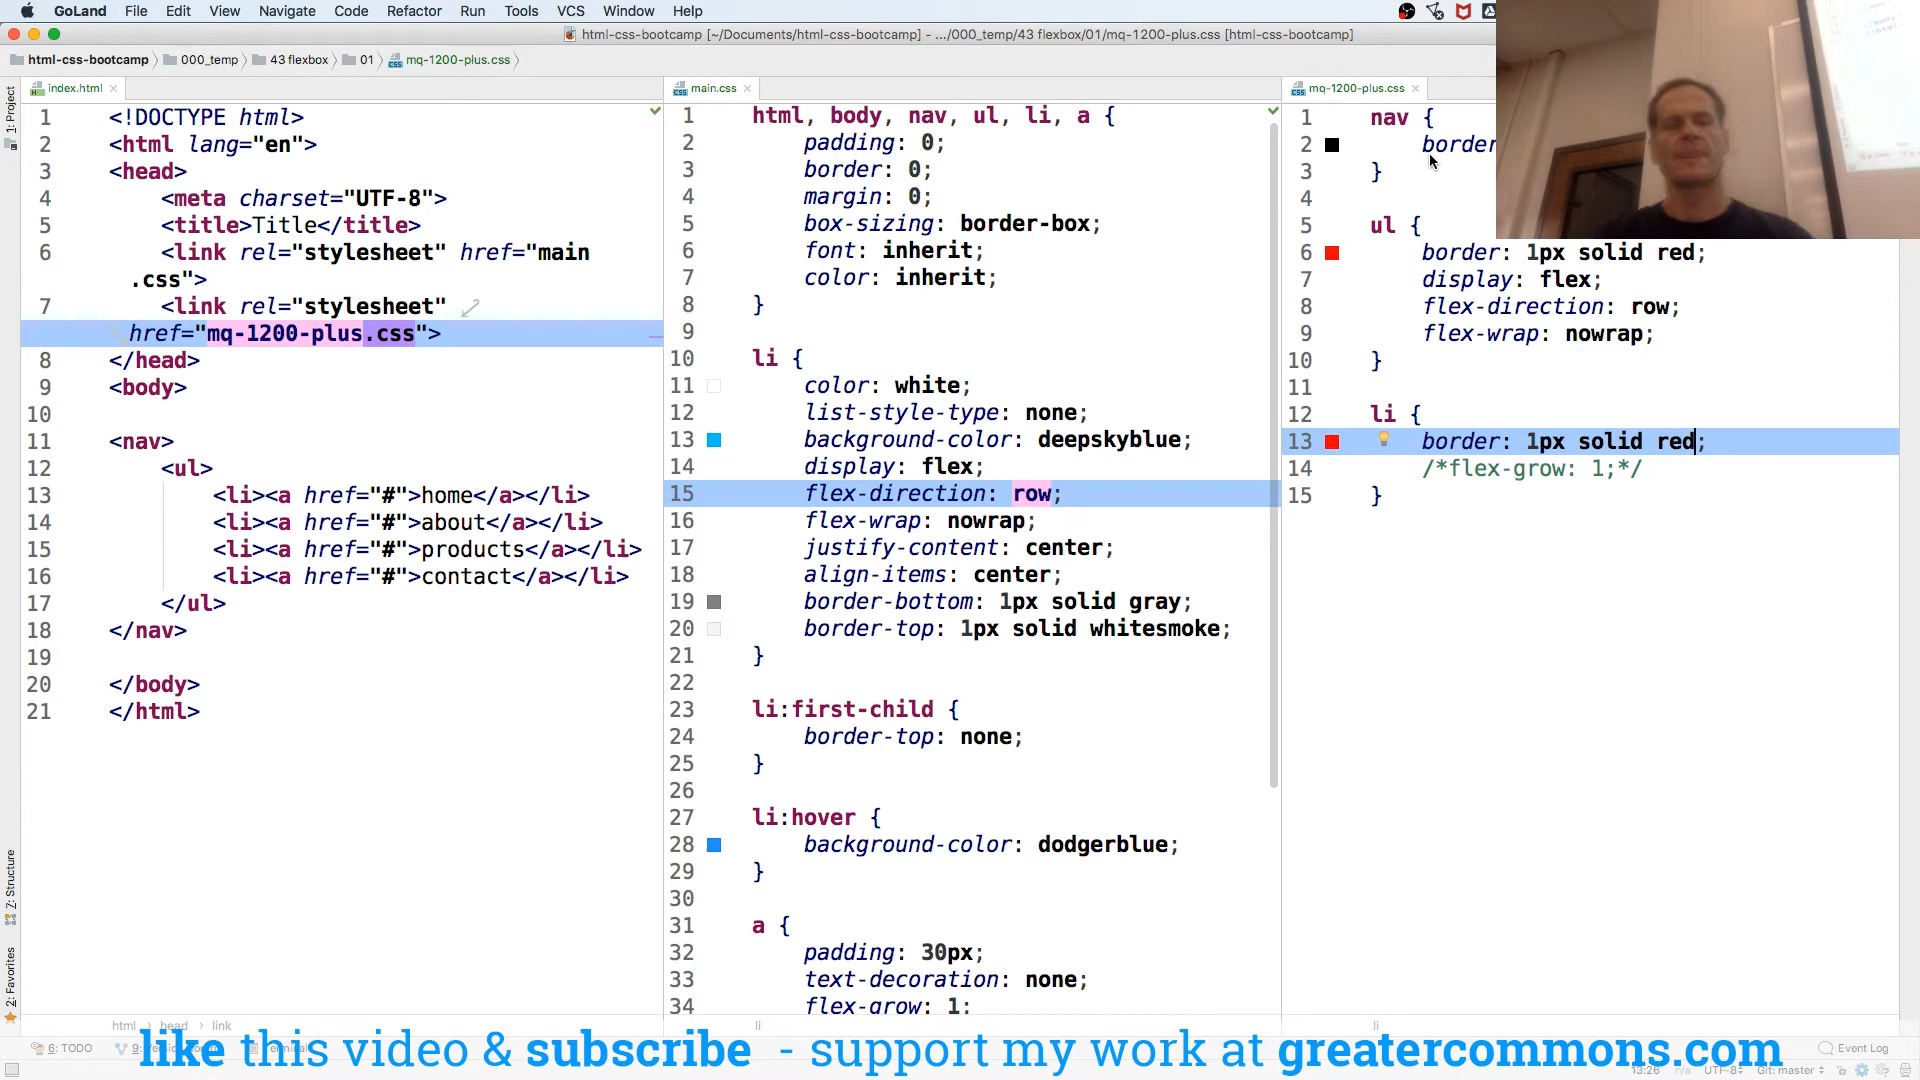 GoLand File Edit View Navigate Code Refactor Run Tools VCS Window Help
html-css-bootcamp [~/Documents/html-css-bootcamp] - .../000_temp/43 flexbox/01/mq-1200-plus.css [html-css-bootcamp]
html-css-bootcamp 000_temp 43 flexbox 01 mq-1200-plus.css
1: Project
7: Structure
2: Favorites
index.html
1 <!DOCTYPE html>
2 <html lang="en">
3 <head>
4 <meta charset="UTF-8">
5 <title>Title</title>
6 <link rel="stylesheet" href="main
.css">
7 <link rel="stylesheet"
href="mq-1200-plus.css">
8 </head>
9 <body>
10
11 <nav>
12 <ul>
13 <li><a href="#">home</a></li>
14 <li><a href="#">about</a></li>
15 <li><a href="#">products</a></li>
16 <li><a href="#">contact</a></li>
17 </ul>
18 </nav>
19
20 </body>
21 </html>
html head link
main.css
1 html, body, nav, ul, li, a {
2 padding: 0;
3 border: 0;
4 margin: 0;
5 box-sizing: border-box;
6 font: inherit;
7 color: inherit;
8 }
9
10 li {
11 color: white;
12 list-style-type: none;
13 background-color: deepskyblue;
14 display: flex;
15 flex-direction: row;
16 flex-wrap: nowrap;
17 justify-content: center;
18 align-items: center;
19 border-bottom: 1px solid gray;
20 border-top: 1px solid whitesmoke;
21 }
22
23 li:first-child {
24 border-top: none;
25 }
26
27 li:hover {
28 background-color: dodgerblue;
29 }
30
31 a {
32 padding: 30px;
33 text-decoration: none;
34 flex-grow: 1;
li
mq-1200-plus.css
1 nav {
2 border
3 }
4
5 ul {
6 border: 1px solid red;
7 display: flex;
8 flex-direction: row;
9 flex-wrap: nowrap;
10 }
11
12 li {
13 border: 1px solid red;
14 /*flex-grow: 1;*/
15 }
li
6: TODO
Event Log
like this video & subscribe - support my work at greatercommons.com
13:26 n/a UTF-8 Git: master